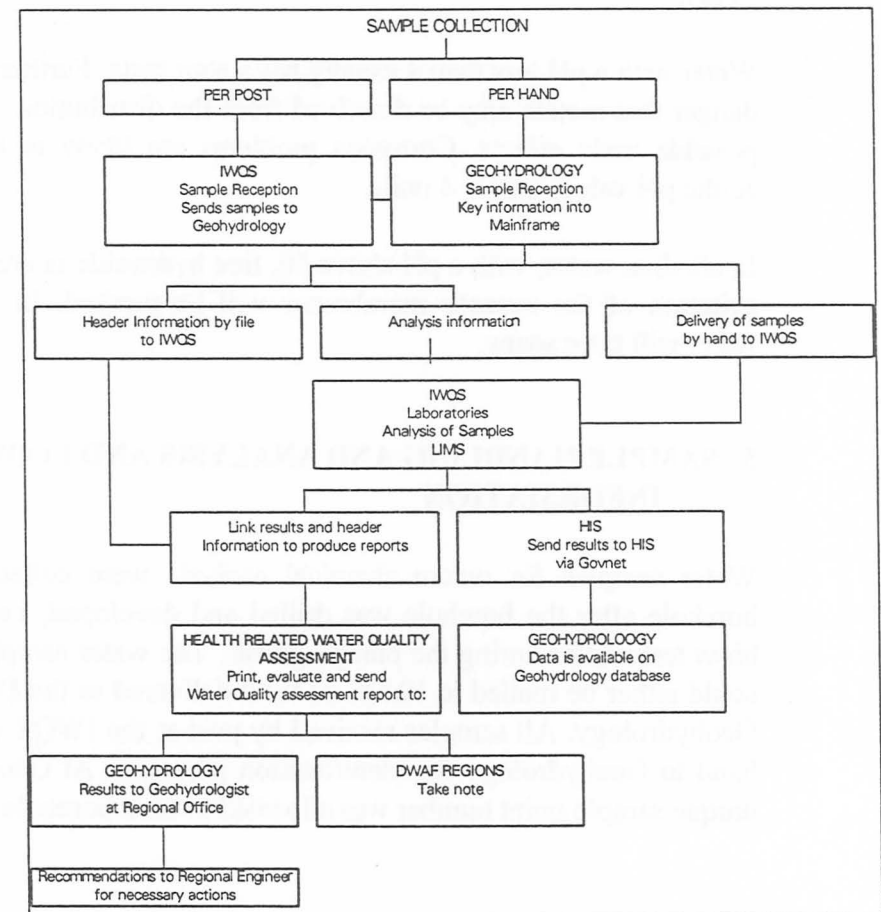 SAMPLE COLLECTION
PER POST
PER HAND
IWQS
Sample Reception
Sends samples to
Geohydrology
GEOHYDROLOGY
Sample Reception
Key information into
Mainframe
Header Information by file
to IWQS
Analysis information
Delivery of samples
by hand to IWQS
IWQS
Laboratories
Analysis of Samples
LIMS
Link results and header
Information to produce reports
HIS
Send results to HIS
via Govnet
HEALTH RELATED WATER QUALITY
ASSESSMENT
Print, evaluate and send
Water Quality assessment report to:
GEOHYDROLOOGY
Data is available on
Geohydrology database
GEOHYDROLOGY
Results to Geohydrologist
at Regional Office
DWAF REGIONS
Take note
Recommendations to Regional Engineer
for necessary actions